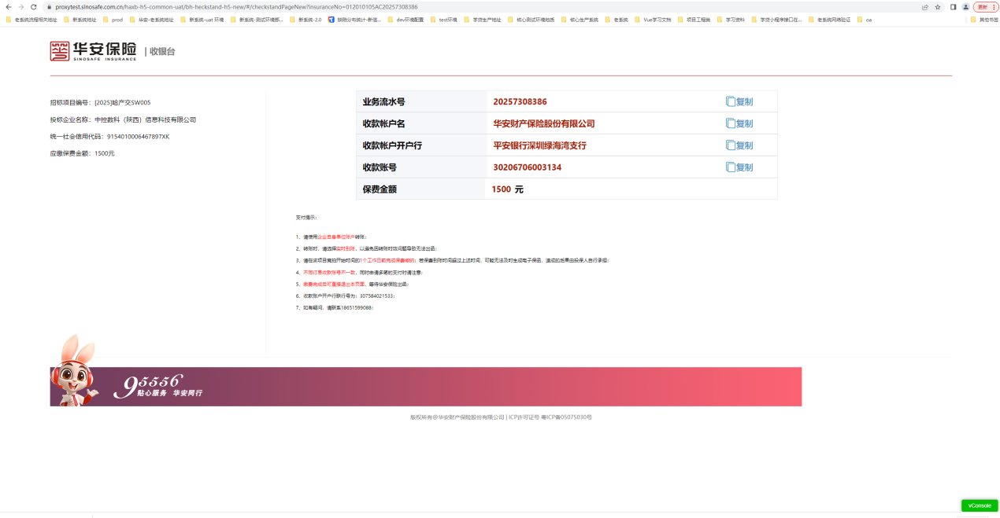 proxytest.sinosafe.com.cn/haxb-h5-common-uat/bh-heckstand-h5-new/#/checkstandPageNew?insuranceNo=012010105AC20257308386
更新
老系统流程相关地址 新系统地址 prod 华安-老系统地址 新系统-uat 环境 新系统-测试环境部... 新系统-2.0 缺陷分布统计-新信... dev环境配置 test环境 学贷生产地址 核心测试环境地质 核心生产系统 老系统 Vue学习文档 项目工程类 学习资料 学贷小程序接口在... 老系统网络验证 oa 其他书签
华安保险 | 收银台
SINOSAFE INSURANCE
招标项目编号：[2025]哈产交SW005
投标企业名称：中控数科（陕西）信息科技有限公司
统一社会信用代码：9154010006467897XK
应缴保费金额：1500元
业务流水号 20257308386 复制
收款帐户名 华安财产保险股份有限公司 复制
收款帐户开户行 平安银行深圳绿海湾支行 复制
收款账号 30206706003134 复制
保费金额 1500 元
支付提示：
1、请使用企业自身单位账户转账；
2、转账时，请选择实时到账，以避免因转账时效问题导致无法出函；
3、请在该项目竞拍开始时间的1个工作日前完成保费缴纳；若保费到账时间超过上述时间，可能无法及时生成电子保函，造成的后果由投保人自行承担；
4、不同订单收款账号不一致，同时申请多笔的支付时请注意；
5、缴费完成后可直接退出本页面，等待华安保险出函；
6、收款账户开户行联行号为：307584021533；
7、如有疑问，请联系18651599088；
95556
贴心服务 华安同行
版权所有@华安财产保险股份有限公司 | ICP许可证号 粤ICP备05075030号
vConsole